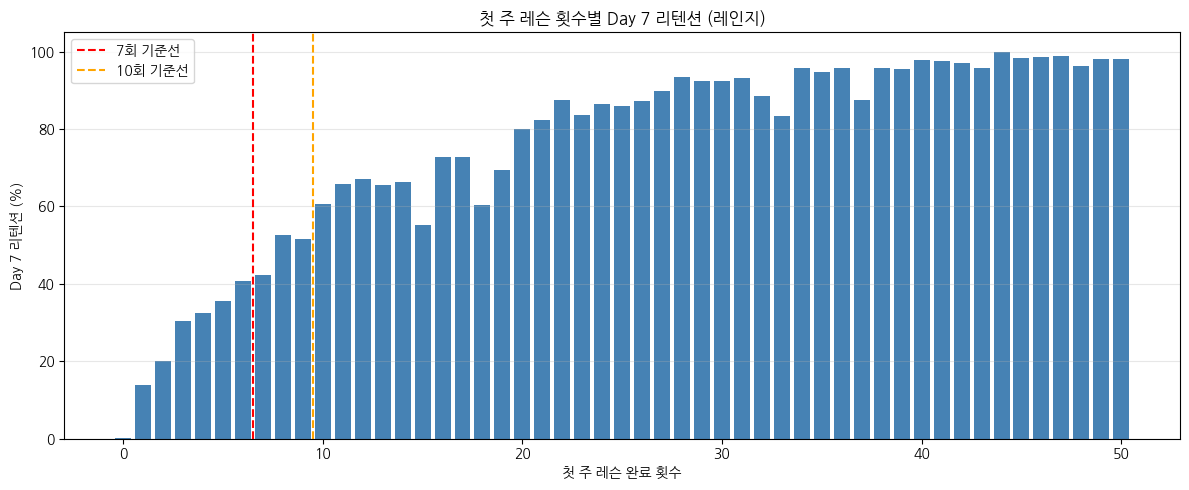 첫 주 레슨 횟수별 Day 7 리텐션 (레인지)
7회 기준선
10회 기준선
Day 7 리텐션 (%)
100
80
60
40
20
0
0 10 20 30 40 50
첫 주 레슨 완료 횟수